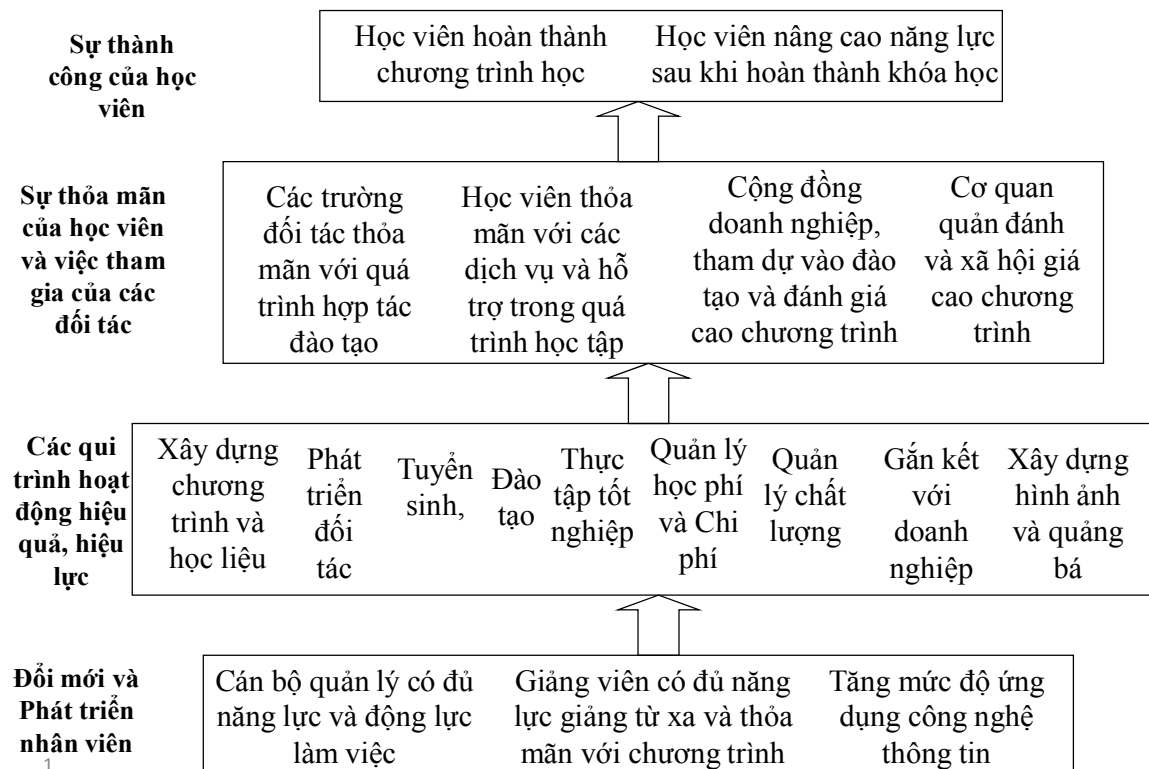 Sự thành
công của học
viên
Học viên hoàn thành
chương trình học
Học viên nâng cao năng lực
sau khi hoàn thành khóa học
Sự thỏa mãn
của học viên
và việc tham
gia của các
đối tác
Các trường
đối tác thỏa
mãn với quá
trình hợp tác
đào tạo
Học viên thỏa
mãn với các
dịch vụ và hỗ
trợ trong quá
trình học tập
Cộng đồng
doanh nghiệp,
tham dự vào đào
tạo và đánh giá
cao chương trình
Cơ quan
quản đánh
và xã hội giá
cao chương
trình
Các qui
trình hoạt
động hiệu
quả, hiệu
lực
Xây dựng
chương
trình và
học liệu
Phát
triển
đối
tác
Tuyển
sinh,
Đào
tạo
Thực
tập tốt
nghiệp
Quản lý
học phí
và Chi
phí
Quản
lý chất
lượng
Gắn kết
với
doanh
nghiệp
Xây dựng
hình ảnh
và quảng
bá
Đổi mới và
Phát triển
nhân viên
Cán bộ quản lý có đủ
năng lực và động lực
làm việc
Giảng viên có đủ năng
lực giảng từ xa và thỏa
mãn với chương trình
Tăng mức độ ứng
dụng công nghệ
thông tin
1